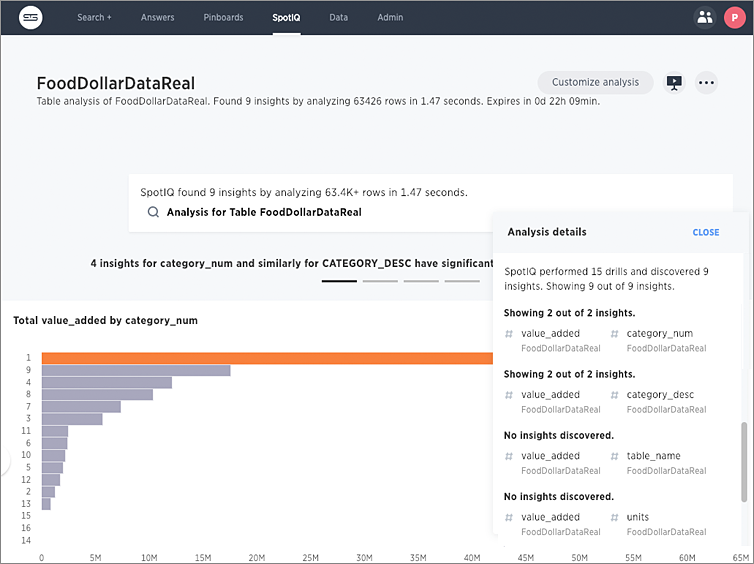 Search + Answers Pinboards SpotIQ Data Admin P
FoodDollarDataReal
Customize analysis
Table analysis of FoodDollarDataReal. Found 9 insights by analyzing 63426 rows in 1.47 seconds. Expires in 0d 22h 09min.
SpotIQ found 9 insights by analyzing 63.4K+ rows in 1.47 seconds.
Analysis for Table FoodDollarDataReal
4 insights for category_num and similarly for CATEGORY_DESC have significant
Total value_added by category_num
1
9
4
8
7
3
11
6
10
5
12
2
13
15
16
14
0 5M 10M 15M 20M 25M 30M 35M 40M 45M 50M 55M 60M 65M
Analysis details CLOSE
SpotIQ performed 15 drills and discovered 9
insights. Showing 9 out of 9 insights.
Showing 2 out of 2 insights.
# value_added # category_num
FoodDollarDataReal FoodDollarDataReal
Showing 2 out of 2 insights.
# value_added # category_desc
FoodDollarDataReal FoodDollarDataReal
No insights discovered.
# value_added # table_name
FoodDollarDataReal FoodDollarDataReal
No insights discovered.
# value_added # units
FoodDollarDataReal FoodDollarDataReal